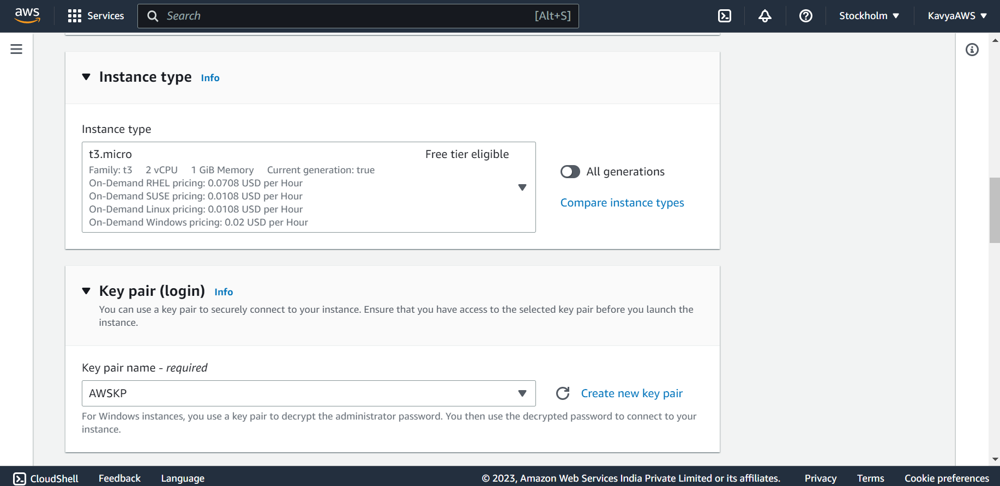 aws Services Search [Alt+S] Stockholm KavyaAWS
Instance type Info
Instance type
t3.micro Free tier eligible
Family: t3 2 vCPU 1 GiB Memory Current generation: true
On-Demand RHEL pricing: 0.0708 USD per Hour
On-Demand SUSE pricing: 0.0108 USD per Hour
On-Demand Linux pricing: 0.0108 USD per Hour
On-Demand Windows pricing: 0.02 USD per Hour
All generations
Compare instance types
Key pair (login) Info
You can use a key pair to securely connect to your instance. Ensure that you have access to the selected key pair before you launch the
instance.
Key pair name - required
AWSKP
Create new key pair
For Windows instances, you use a key pair to decrypt the administrator password. You then use the decrypted password to connect to your
instance.
CloudShell Feedback Language © 2023, Amazon Web Services India Private Limited or its affiliates. Privacy Terms Cookie preferences